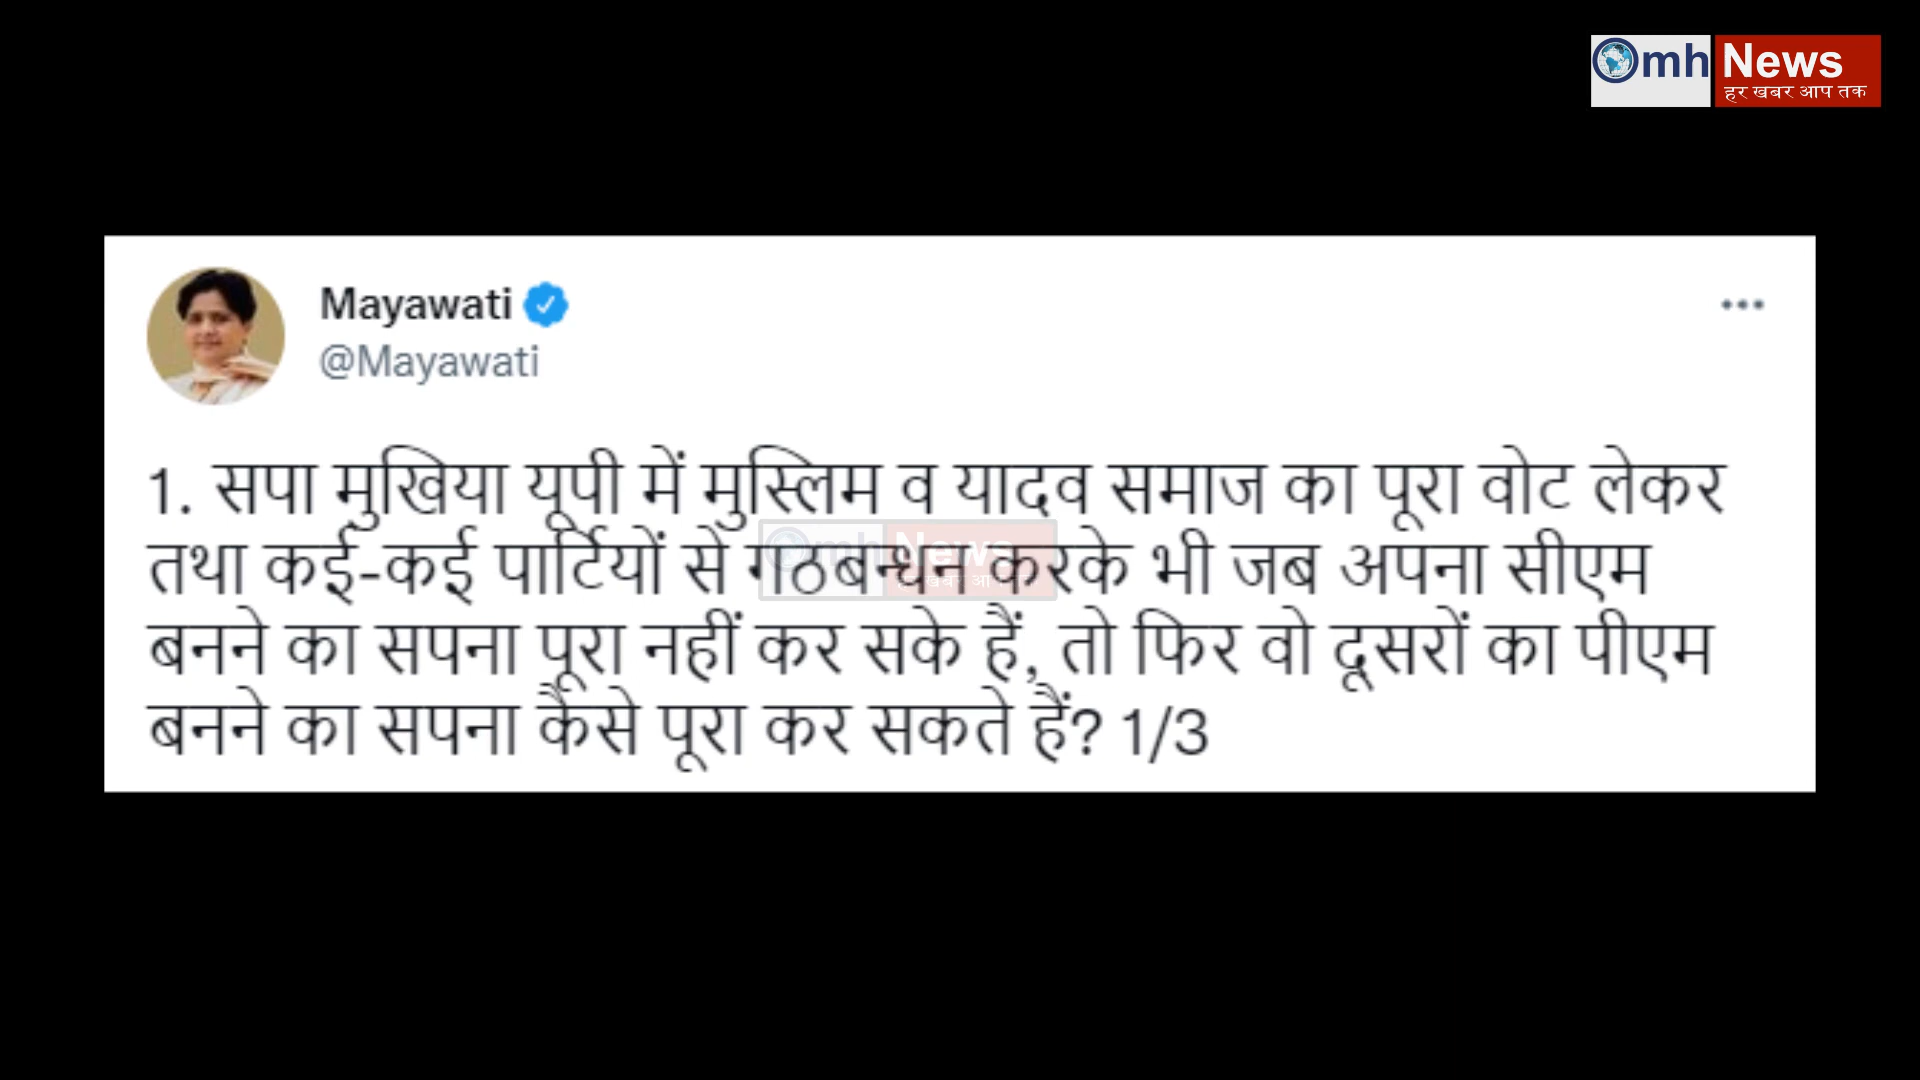 Omh News
हर खबर आप तक
Mayawati
@Mayawati
1. सपा मुखिया यूपी में मुस्लिम व यादव समाज का पूरा वोट लेकर
तथा कई-कई पार्टियों से गठबन्धन करके भी जब अपना सीएम
बनने का सपना पूरा नहीं कर सके हैं, तो फिर वो दूसरों का पीएम
बनने का सपना कैसे पूरा कर सकते हैं? 1/3